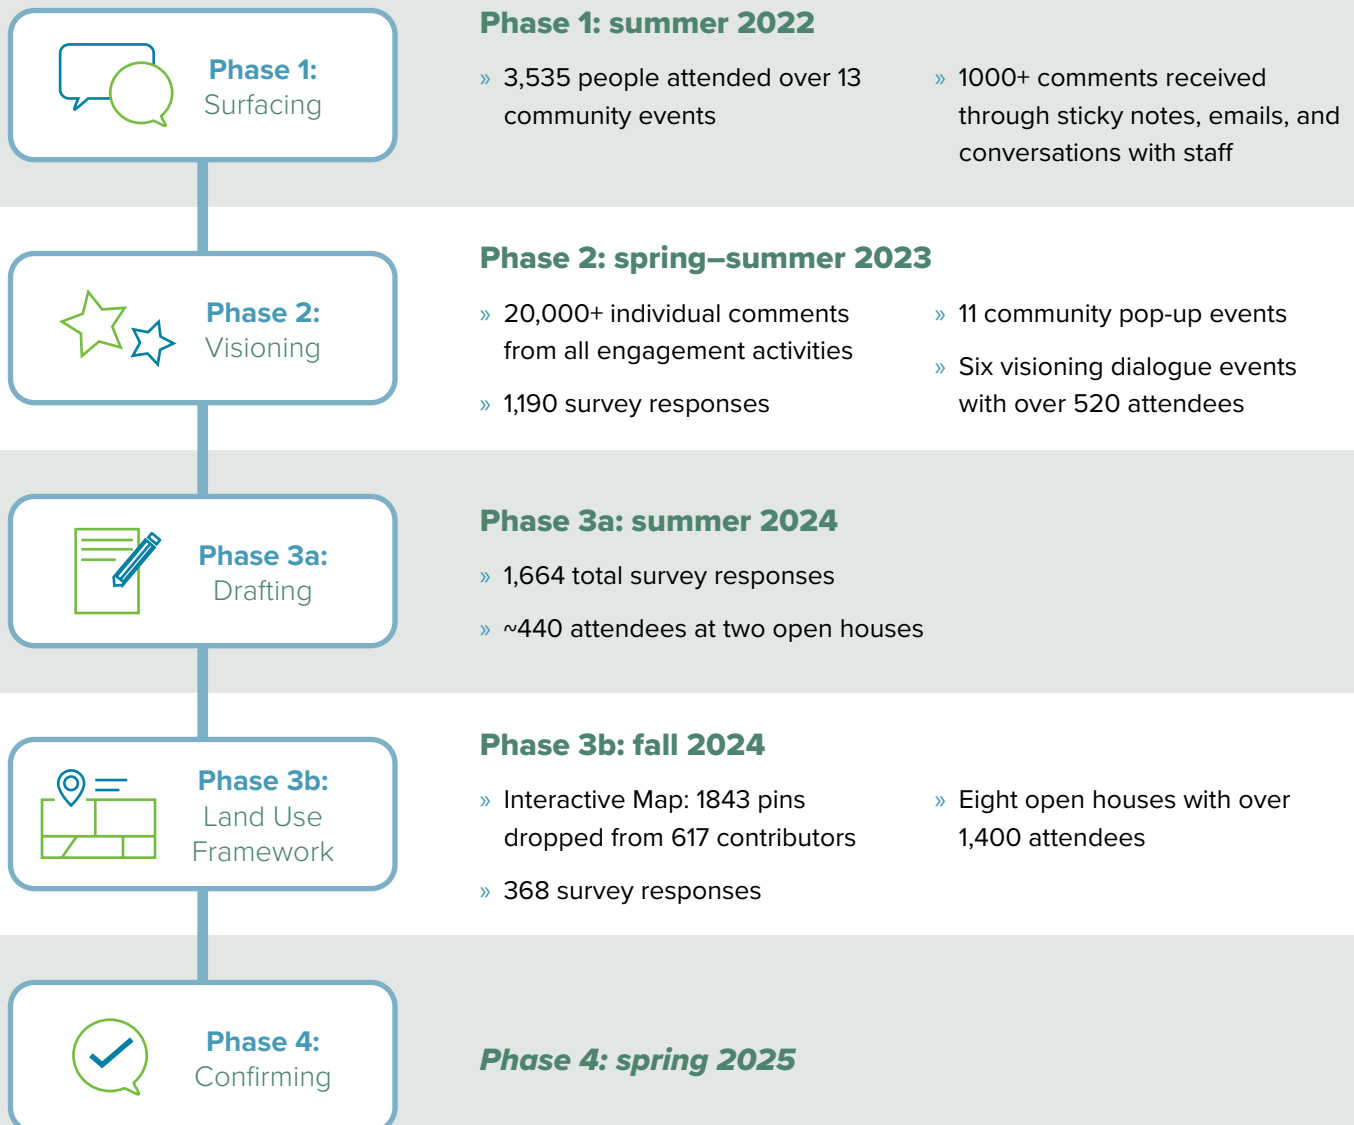 Phase 1:
Surfacing
Phase 1: summer 2022
» 3,535 people attended over 13
community events
» 1000+ comments received
through sticky notes, emails, and
conversations with staff
Phase 2:
Visioning
Phase 2: spring–summer 2023
» 20,000+ individual comments
from all engagement activities
» 1,190 survey responses
» 11 community pop-up events
» Six visioning dialogue events
with over 520 attendees
Phase 3a:
Drafting
Phase 3a: summer 2024
» 1,664 total survey responses
» ~440 attendees at two open houses
Phase 3b:
Land Use
Framework
Phase 3b: fall 2024
» Interactive Map: 1843 pins
dropped from 617 contributors
» 368 survey responses
» Eight open houses with over
1,400 attendees
Phase 4:
Confirming
Phase 4: spring 2025